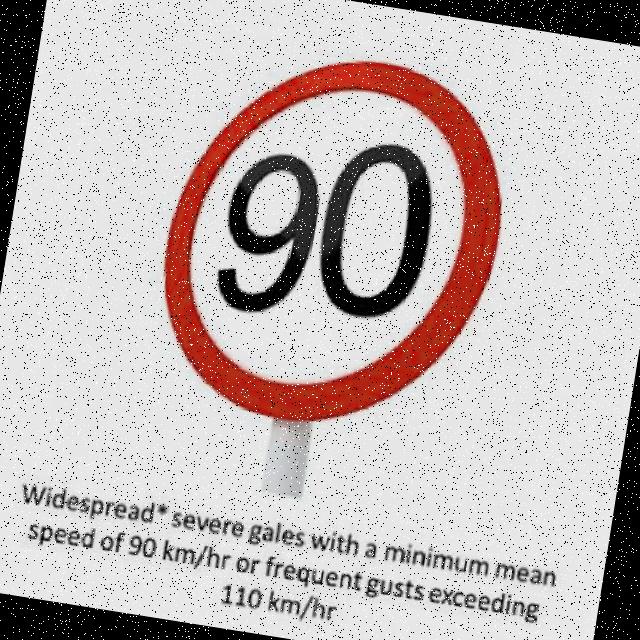 90
Widespread* severe gales with a minimum mean
speed of 90 km/hr or frequent gusts exceeding
110 km/hr